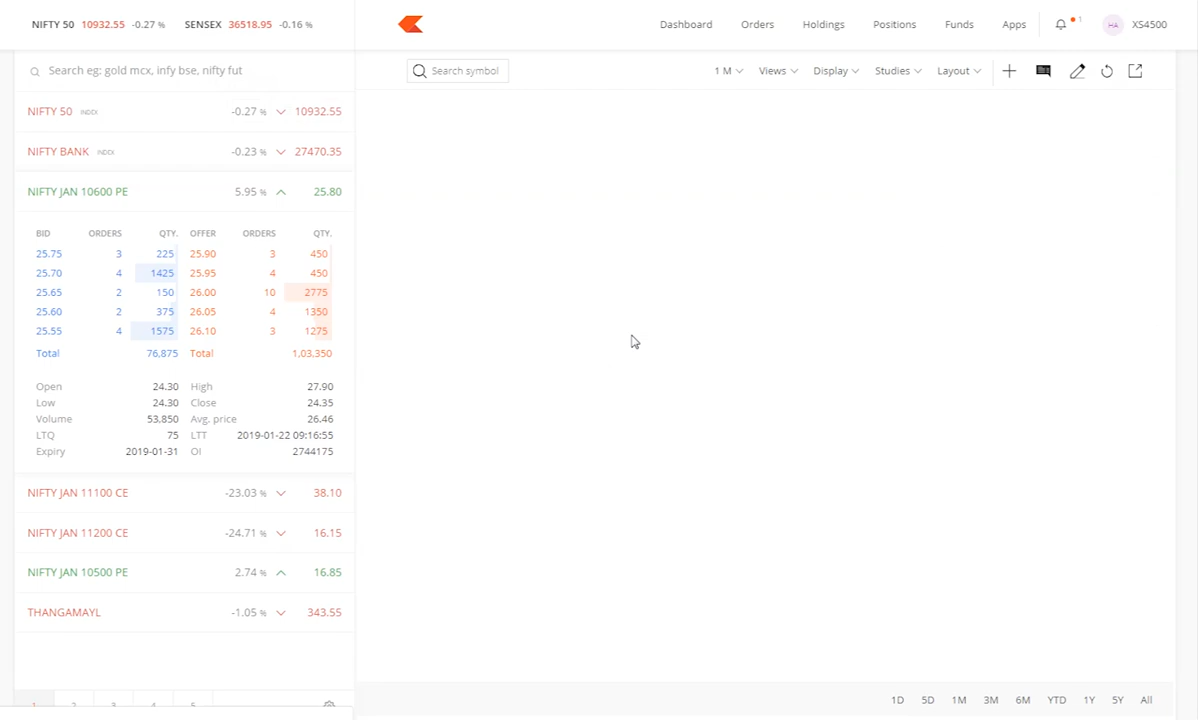 NIFTY 50 10932.55 -0.27 % SENSEX 36518.95 -0.16 % Dashboard Orders Holdings Positions Funds Apps 1 HA XS4500
Search eg: gold mcx, infy bse, nifty fut
Search symbol 1 M Views Display Studies Layout
NIFTY 50 INDEX -0.27 % 10932.55
NIFTY BANK INDEX -0.23 % 27470.35
NIFTY JAN 10600 PE 5.95 % 25.80
BID ORDERS QTY. OFFER ORDERS QTY.
25.75 3 225 25.90 3 450
25.70 4 1425 25.95 4 450
25.65 2 150 26.00 10 2775
25.60 2 375 26.05 4 1350
25.55 4 1575 26.10 3 1275
Total 76,875 Total 1,03,350
Open 24.30 High 27.90
Low 24.30 Close 24.35
Volume 53,850 Avg. price 26.46
LTQ 75 LTT 2019-01-22 09:16:55
Expiry 2019-01-31 OI 2744175
NIFTY JAN 11100 CE -23.03 % 38.10
NIFTY JAN 11200 CE -24.71 % 16.15
NIFTY JAN 10500 PE 2.74 % 16.85
THANGAMAYL -1.05 % 343.55
1 2 3 4 5
1D 5D 1M 3M 6M YTD 1Y 5Y All